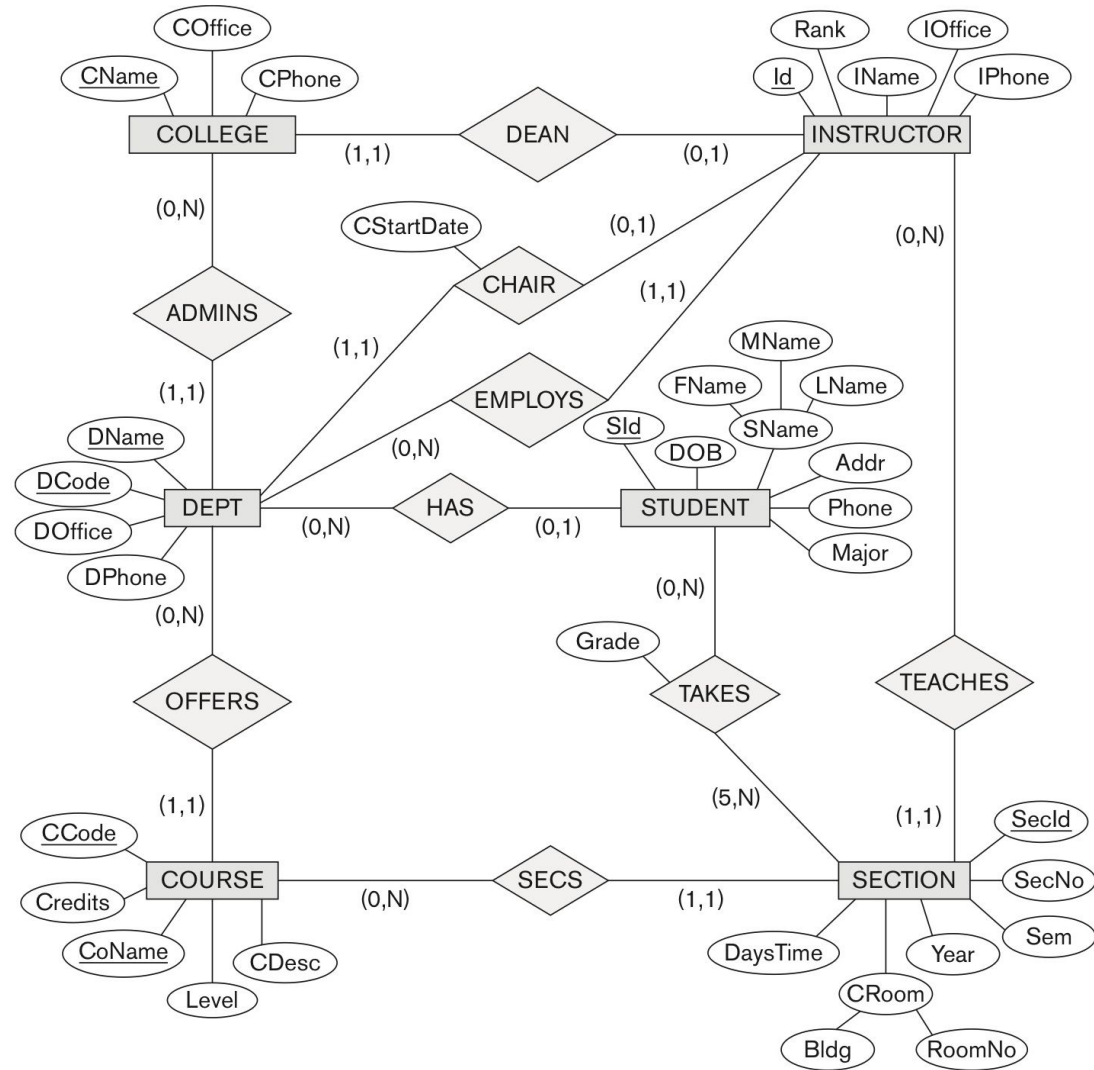 COffice
CName
CPhone
COLLEGE
(1,1)
DEAN
(0,1)
Rank
IOffice
Id
IName
IPhone
INSTRUCTOR
(0,N)
CStartDate
(0,1)
(0,N)
CHAIR
ADMINS
(1,1)
(1,1)
MName
(1,1)
EMPLOYS
FName
LName
DName
(0,N)
SId
SName
DOB
Addr
DCode
DEPT
HAS
STUDENT
Phone
DOffice
(0,N)
(0,1)
Major
DPhone
(0,N)
(0,N)
Grade
OFFERS
TAKES
TEACHES
(1,1)
(5,N)
(1,1)
CCode
SecId
COURSE
SECS
SECTION
SecNo
Credits
(0,N)
(1,1)
CoName
CDesc
DaysTime
Year
Sem
Level
CRoom
Bldg
RoomNo